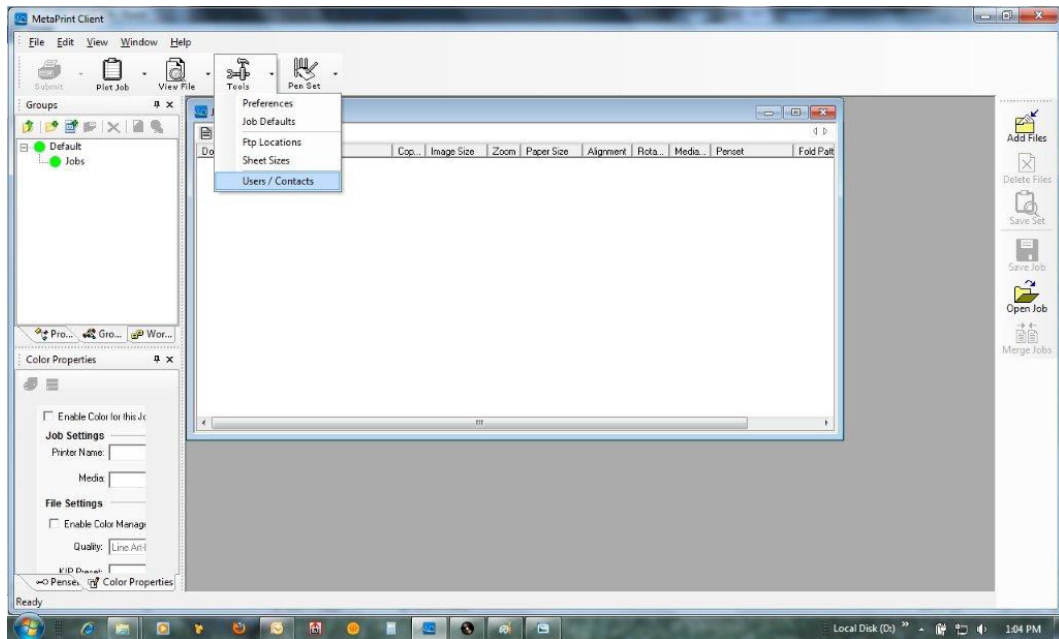 MetaPrint Client
File Edit View Window Help
Submit Plot Job View File Tools Pen Set
Preferences
Job Defaults
Ftp Locations
Sheet Sizes
Users / Contacts
Groups
Default
Jobs
Pro... Gro... Wor...
Cop... Image Size Zoom Paper Size Alignment Rota... Media... Penset Fold Patt
Color Properties
Enable Color for this Jo
Job Settings
Printer Name:
Media:
File Settings
Enable Color Manage
Quality: Line Art
Color Properties
Add Files
Delete Files
Save Set
Save Job
Open Job
Merge Jobs
Ready
Local Disk (D:) 1:04 PM